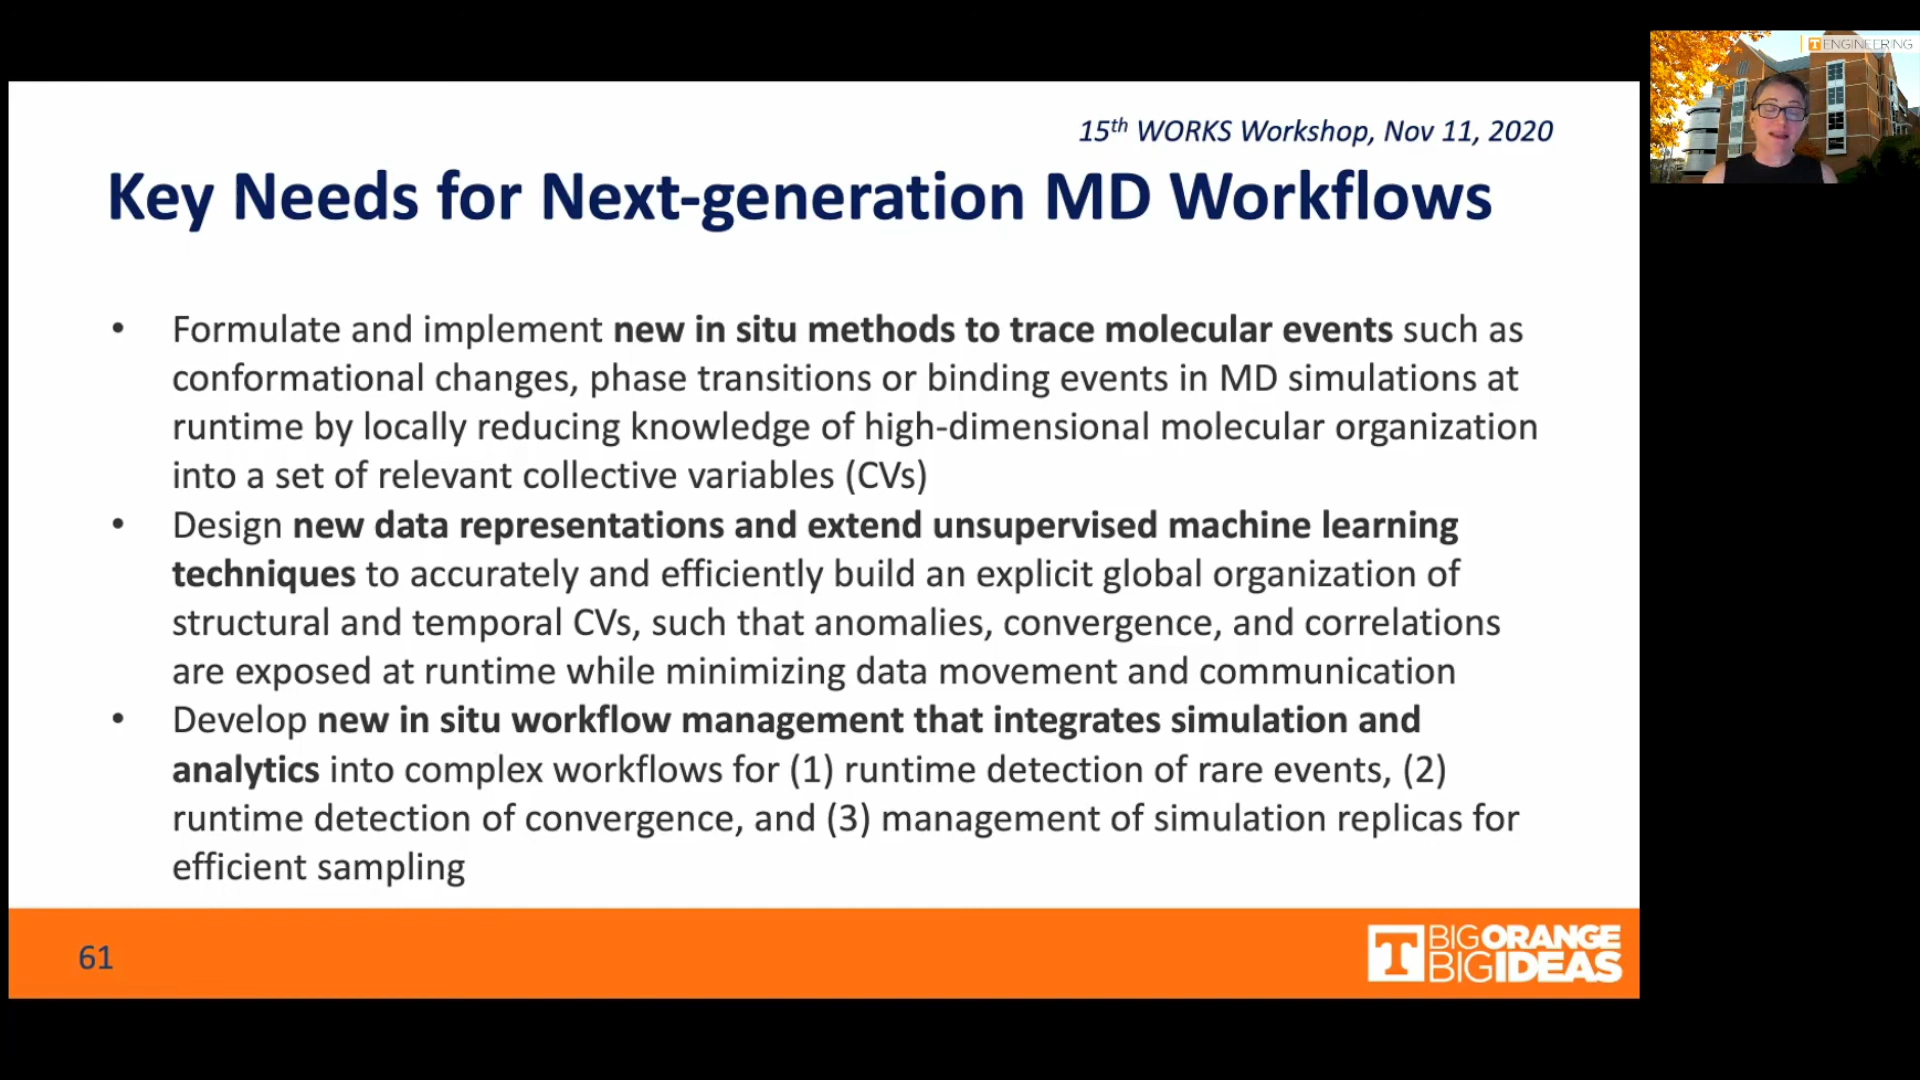 ENGINEERING
15th WORKS Workshop, Nov 11, 2020
Key Needs for Next-generation MD Workflows
• Formulate and implement new in situ methods to trace molecular events such as
conformational changes, phase transitions or binding events in MD simulations at
runtime by locally reducing knowledge of high-dimensional molecular organization
into a set of relevant collective variables (CVs)
• Design new data representations and extend unsupervised machine learning
techniques to accurately and efficiently build an explicit global organization of
structural and temporal CVs, such that anomalies, convergence, and correlations
are exposed at runtime while minimizing data movement and communication
• Develop new in situ workflow management that integrates simulation and
analytics into complex workflows for (1) runtime detection of rare events, (2)
runtime detection of convergence, and (3) management of simulation replicas for
efficient sampling
61
T BIG ORANGE
BIG IDEAS